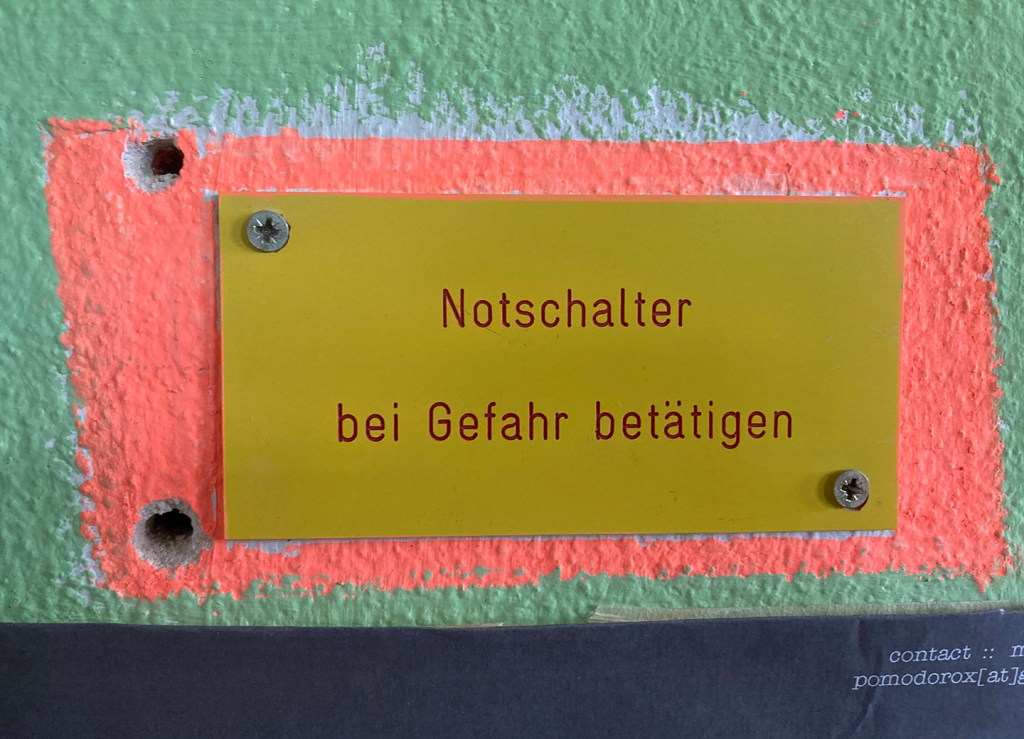 Notschalter
bei Gefahr betätigen
contact ::
pomodorox[at]